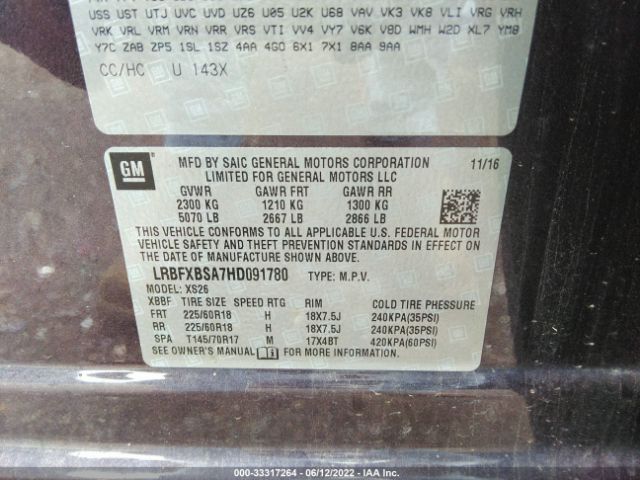 USS UST UVC UVD UZ6 U05 U2K U68 VAV VK3 VK8 VLI VRG VRH
VRK VRL VRM VRN VRR VRS VTI VV4 VY7 V6K V8D WMH W2D XL7 YM8
Y7C ZAB ZP5 1SL 1SZ 4AA 4GO 6X1 7X1 8AA 9AA
CC/HC U 143X
GM
MFD BY SAIC GENERAL MOTORS CORPORATION 11/16
LIMITED FOR GENERAL MOTORS LLC
GVWR GAWR FRT GAWR RR
2300 KG 1210 KG 1300 KG
5070 LB 2667 LB 2866 LB
THIS VEHICLE CONFORMS TO ALL APPLICABLE U.S. FEDERAL MOTOR
VEHICLE SAFETY AND THEFT PREVENTION STANDARDS IN EFFECT ON
THE DATE OF MANUFACTURE SHOWN ABOVE.
LRBFXBSA7HD091780 TYPE: M.P.V.
MODEL: XS26
XBBF TIRE SIZE SPEED RTG RIM COLD TIRE PRESSURE
FRT 225/60R18 H 18X7.5J 240KPA(35PSI)
RR 225/60R18 H 18X7.5J 240KPA(35PSI)
SPA T145/70R17 M 17X4BT 420KPA(60PSI)
SEE OWNER'S MANUAL FOR MORE INFORMATION
000-33317264 - 06/12/2022 - IAA Inc.